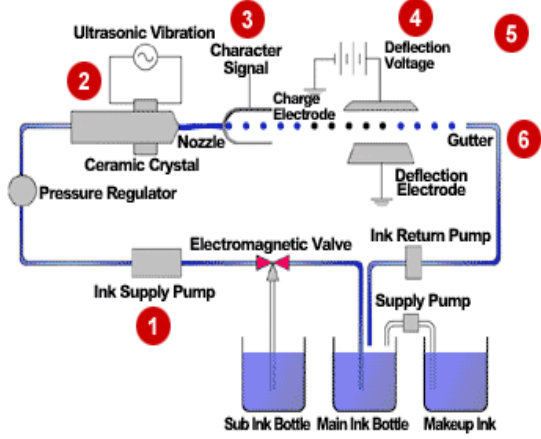 3
4
5
Ultrasonic Vibration
Character
Signal
Deflection
Voltage
2
Charge
Electrode
Nozzle
Gutter
6
Ceramic Crystal
Deflection
Electrode
Pressure Regulator
Electromagnetic Valve
Ink Return Pump
Ink Supply Pump
Supply Pump
1
Sub Ink Bottle
Main Ink Bottle
Makeup Ink